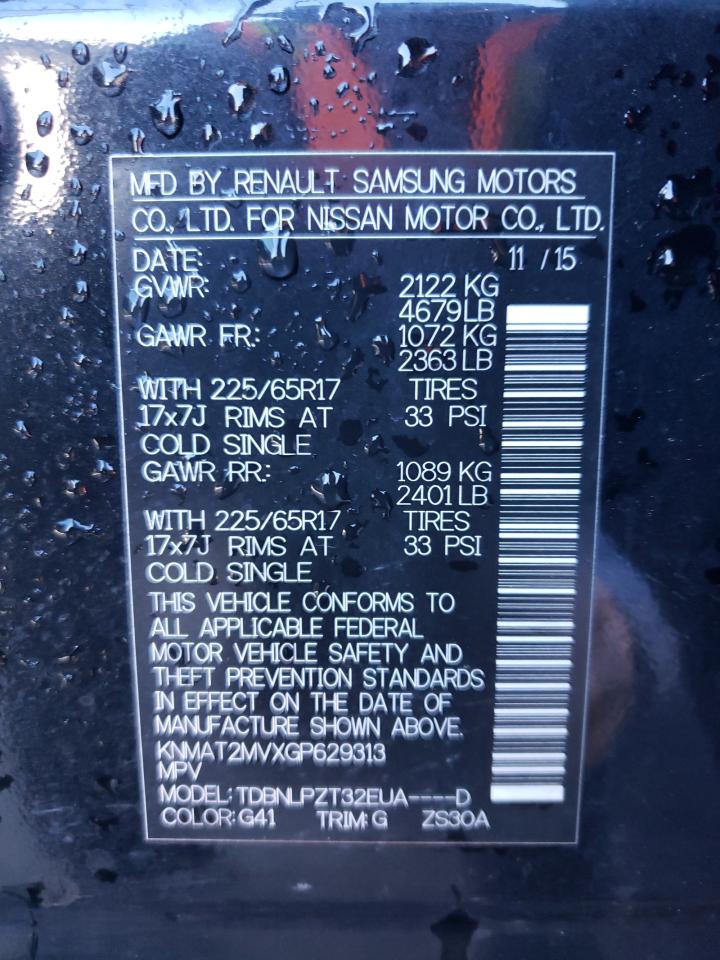 MFD BY RENAULT SAMSUNG MOTORS
CO., LTD. FOR NISSAN MOTOR CO., LTD.
DATE: 11 / 15
GVWR: 2122 KG
4679 LB
GAWR FR: 1072 KG
2363 LB
WITH 225/65R17 TIRES
17x7J RIMS AT 33 PSI
COLD SINGLE
GAWR RR: 1089 KG
2401 LB
WITH 225/65R17 TIRES
17x7J RIMS AT 33 PSI
COLD SINGLE
THIS VEHICLE CONFORMS TO
ALL APPLICABLE FEDERAL
MOTOR VEHICLE SAFETY AND
THEFT PREVENTION STANDARDS
IN EFFECT ON THE DATE OF
MANUFACTURE SHOWN ABOVE.
KNMAT2MVXGP629313
MPV
MODEL: TDBNLPZT32EUA----D
COLOR: G41 TRIM: G ZS30A